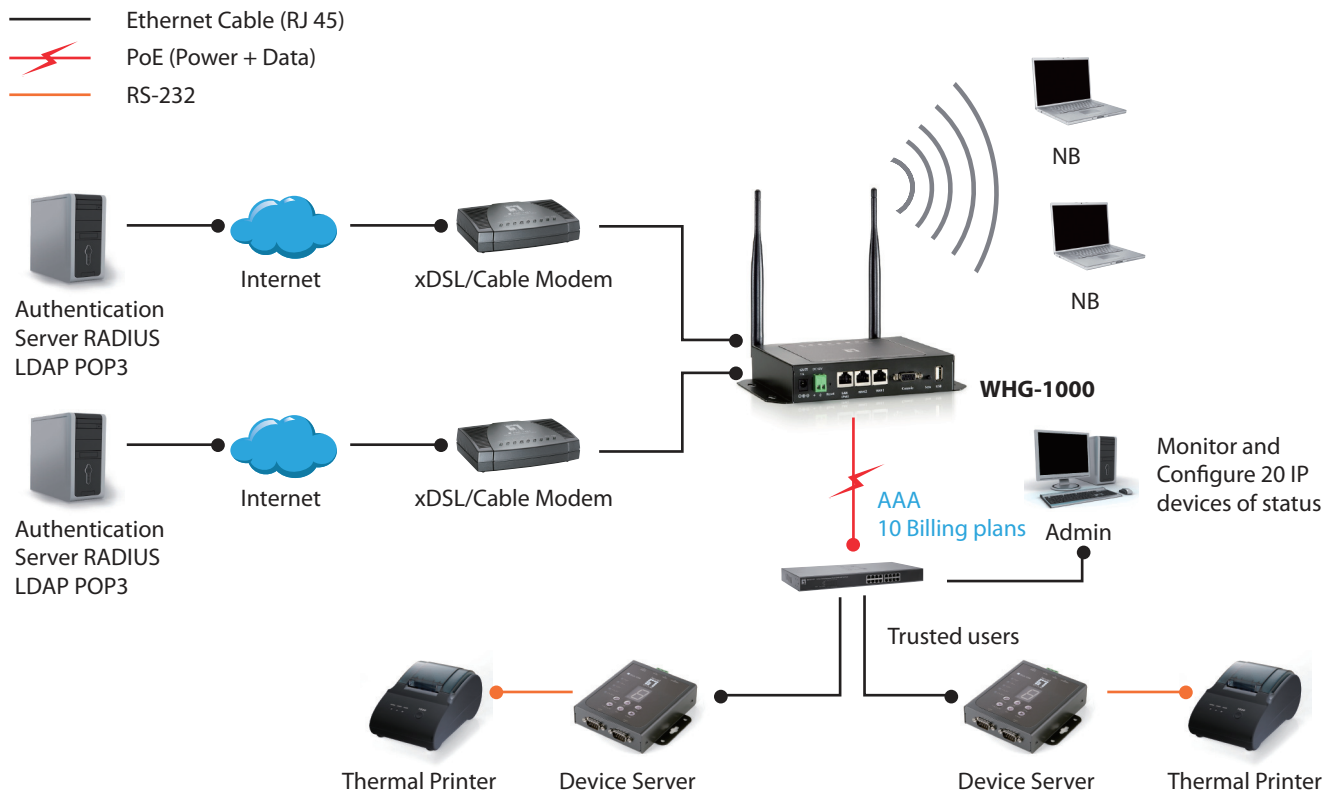 Ethernet Cable (RJ 45)
PoE (Power + Data)
RS-232
NB
NB
Internet
xDSL/Cable Modem
Authentication
Server RADIUS
LDAP POP3
WHG-1000
Internet
xDSL/Cable Modem
Authentication
Server RADIUS
LDAP POP3
Monitor and
Configure 20 IP
devices of status
AAA
10 Billing plans
Admin
Trusted users
Thermal Printer
Device Server
Device Server
Thermal Printer